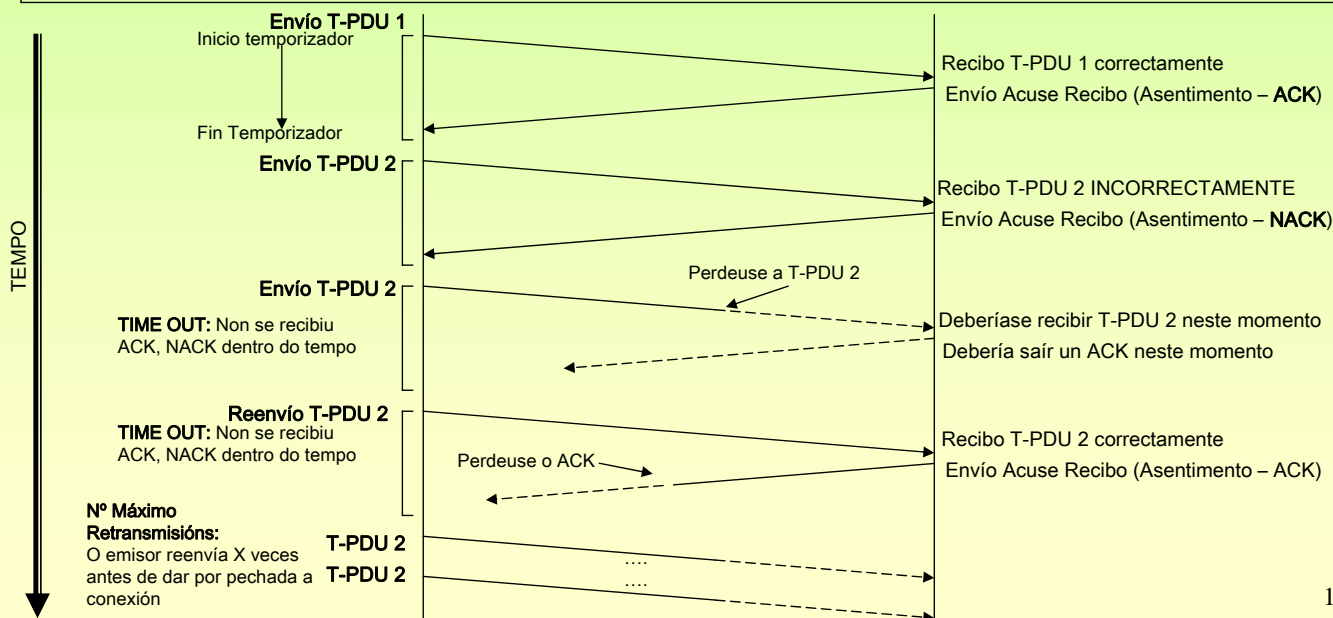 Envío T-PDU 1
Inicio temporizador
Recibo T-PDU 1 correctamente
Envío Acuse Recibo (Asentimento – ACK)
Fin Temporizador
Envío T-PDU 2
Recibo T-PDU 2 INCORRECTAMENTE
Envío Acuse Recibo (Asentimento – NACK)
TEMPO
Perdeuse a T-PDU 2
Envío T-PDU 2
TIME OUT: Non se recibiu
ACK, NACK dentro do tempo
Deberíase recibir T-PDU 2 neste momento
Debería saír un ACK neste momento
Reenvío T-PDU 2
TIME OUT: Non se recibiu
ACK, NACK dentro do tempo
Recibo T-PDU 2 correctamente
Perdeuse o ACK
Envío Acuse Recibo (Asentimento – ACK)
Nº Máximo
Retransmisións:
O emisor reenvía X veces
antes de dar por pechada a
conexión
T-PDU 2
....
T-PDU 2
....
1